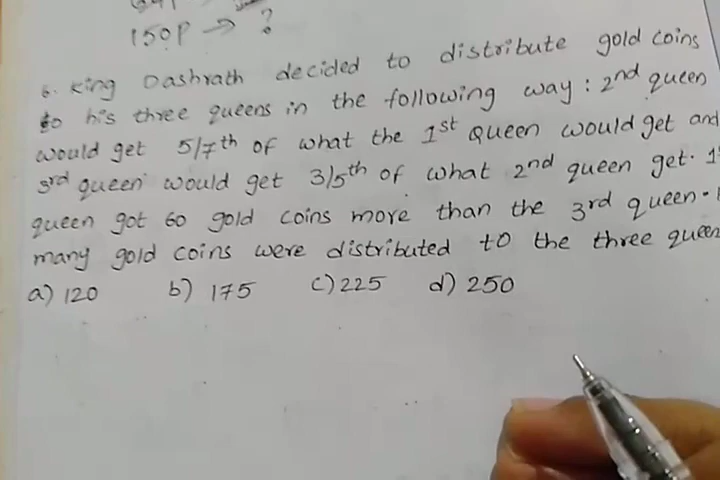 150P → ?
6. King Dashrath decided to distribute gold coins
to his three queens in the following way : 2nd queen
would get 5/7th of what the 1st Queen would get and
3rd queen would get 3/5th of what 2nd queen get. 1
queen got 60 gold coins more than the 3rd queen.
many gold coins were distributed to the three queen
a) 120 b) 175 c) 225 d) 250